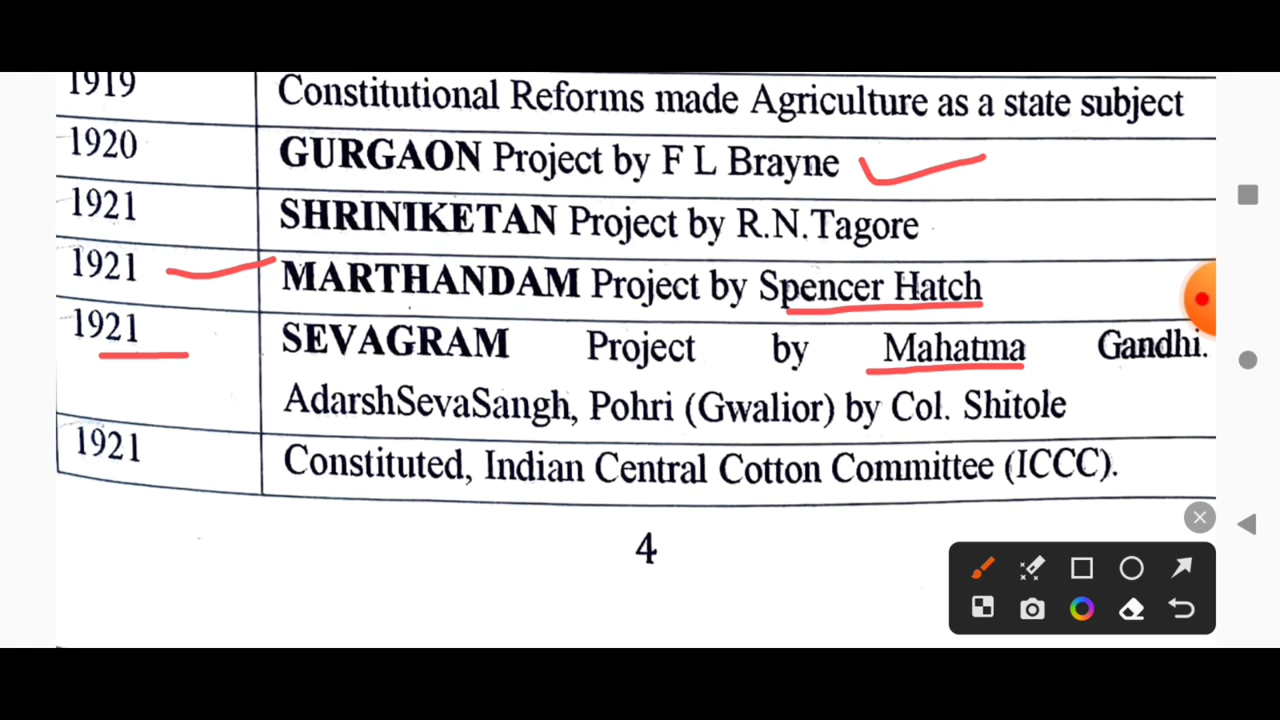 1919 Constitutional Reforms made Agriculture as a state subject
1920 GURGAON Project by F L Brayne
1921 SHRINIKETAN Project by R.N.Tagore
1921 MARTHANDAM Project by Spencer Hatch
1921 SEVAGRAM Project by Mahatma Gandhi.
AdarshSevaSangh, Pohri (Gwalior) by Col. Shitole
1921 Constituted, Indian Central Cotton Committee (ICCC).
4